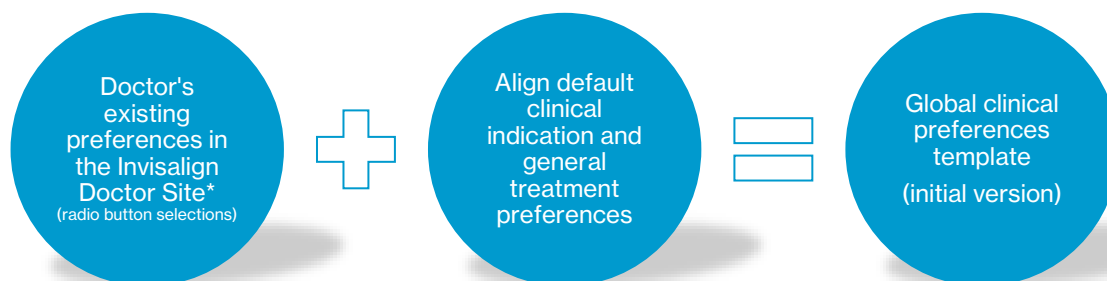 Doctor's
existing
preferences in
the Invisalign
Doctor Site*
(radio button selections)
Align default
clinical
indication and
general
treatment
preferences
Global clinical
preferences
template
(initial version)